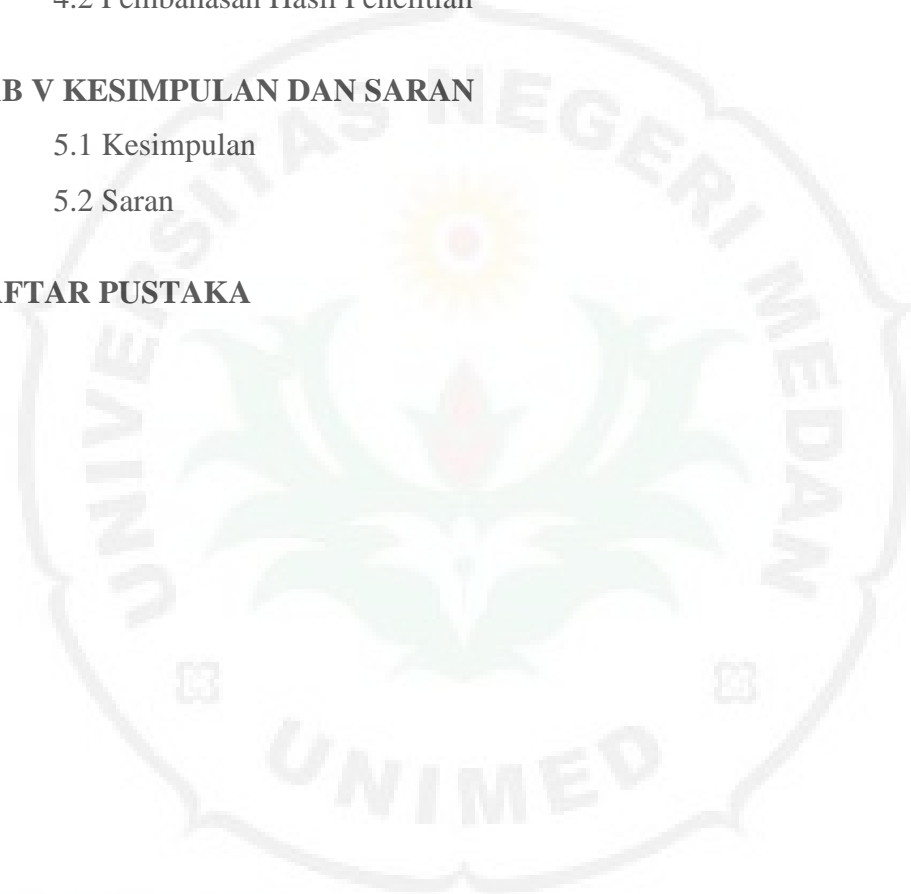 4.2 Pembahasan Hasil Penelitian
B V KESIMPULAN DAN SARAN
5.1 Kesimpulan
5.2 Saran
FTAR PUSTAKA
UNIVERSITAS NEGERI MEDAN
UNIMED